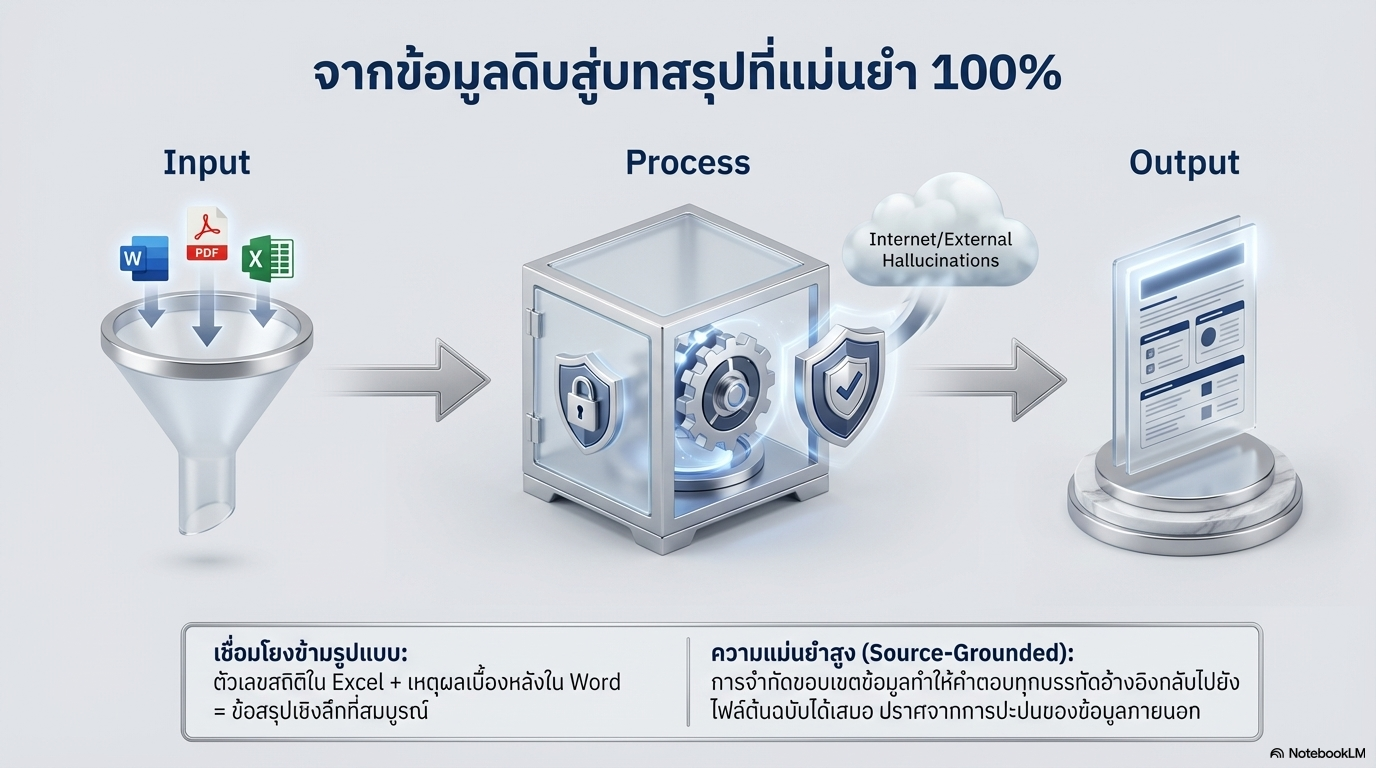 จากข้อมูลดิบสู่บทสรุปที่แม่นยำ 100%
Input
Process
Output
W
PDF
X
Internet/External
Hallucinations
เชื่อมโยงข้ามรูปแบบ:
ตัวเลขสถิติใน Excel + เหตุผลเบื้องหลังใน Word
= ข้อสรุปเชิงลึกที่สมบูรณ์
ความแม่นยำสูง (Source-Grounded):
การจำกัดขอบเขตข้อมูลทำให้คำตอบทุกบรรทัดอ้างอิงกลับไปยัง
ไฟล์ต้นฉบับได้เสมอ ปราศจากการปะปนของข้อมูลภายนอก
NotebookLM